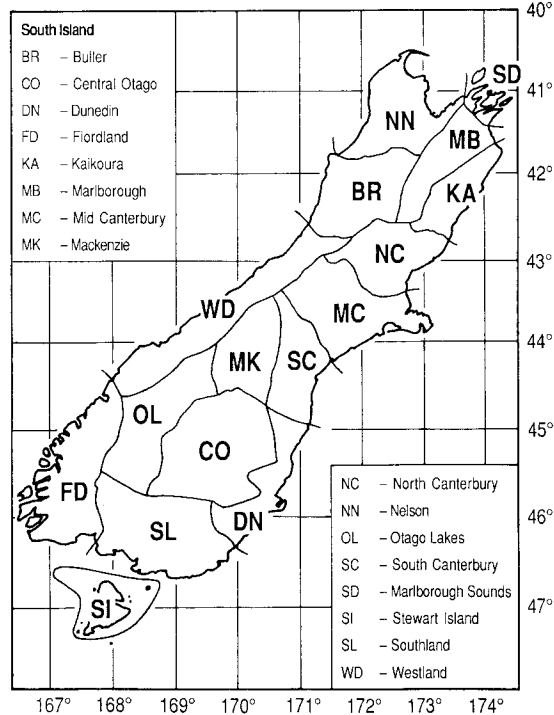 South Island
BR – Buller
CO – Central Otago
DN – Dunedin
FD – Fiordland
KA – Kaikoura
MB – Marlborough
MC – Mid Canterbury
MK – Mackenzie
40°
41°
42°
43°
44°
45°
46°
47°
SD
NN
MB
BR
KA
NC
WD
MC
MK
SC
OL
CO
FD
SL
DN
SI
NC – North Canterbury
NN – Nelson
OL – Otago Lakes
SC – South Canterbury
SD – Marlborough Sounds
SI – Stewart Island
SL – Southland
WD – Westland
167° 168° 169° 170° 171° 172° 173° 174°